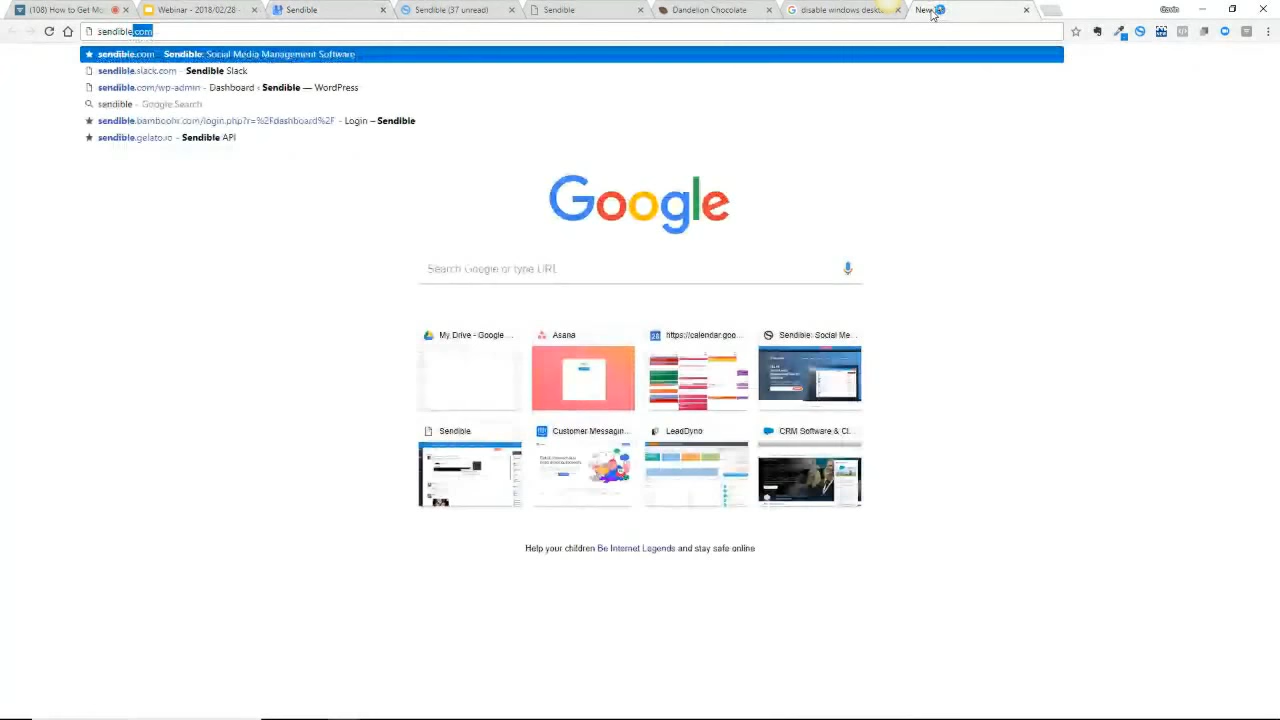 (108) How to Get M
Webinar - 2018/02/28 -
Sendible
Sendible (37 unread)
Sendible
Dandelion Chocolate
disable windows deskt
New
Gavin
sendible.com
sendible.com - Sendible: Social Media Management Software
sendible.slack.com - Sendible Slack
sendible.com/wp-admin - Dashboard ‹ Sendible — WordPress
sendible - Google Search
sendible.bamboohr.com/login.php?r=%2Fdashboard%2F - Login – Sendible
sendible.gelato.io - Sendible API
Google
Search Google or type URL
My Drive - Google ...
Asana
https://calendar.goo...
Sendible: Social Me...
Sendible
Customer Messagin...
LeadDyno
CRM Software & Cl...
Help your children Be Internet Legends and stay safe online